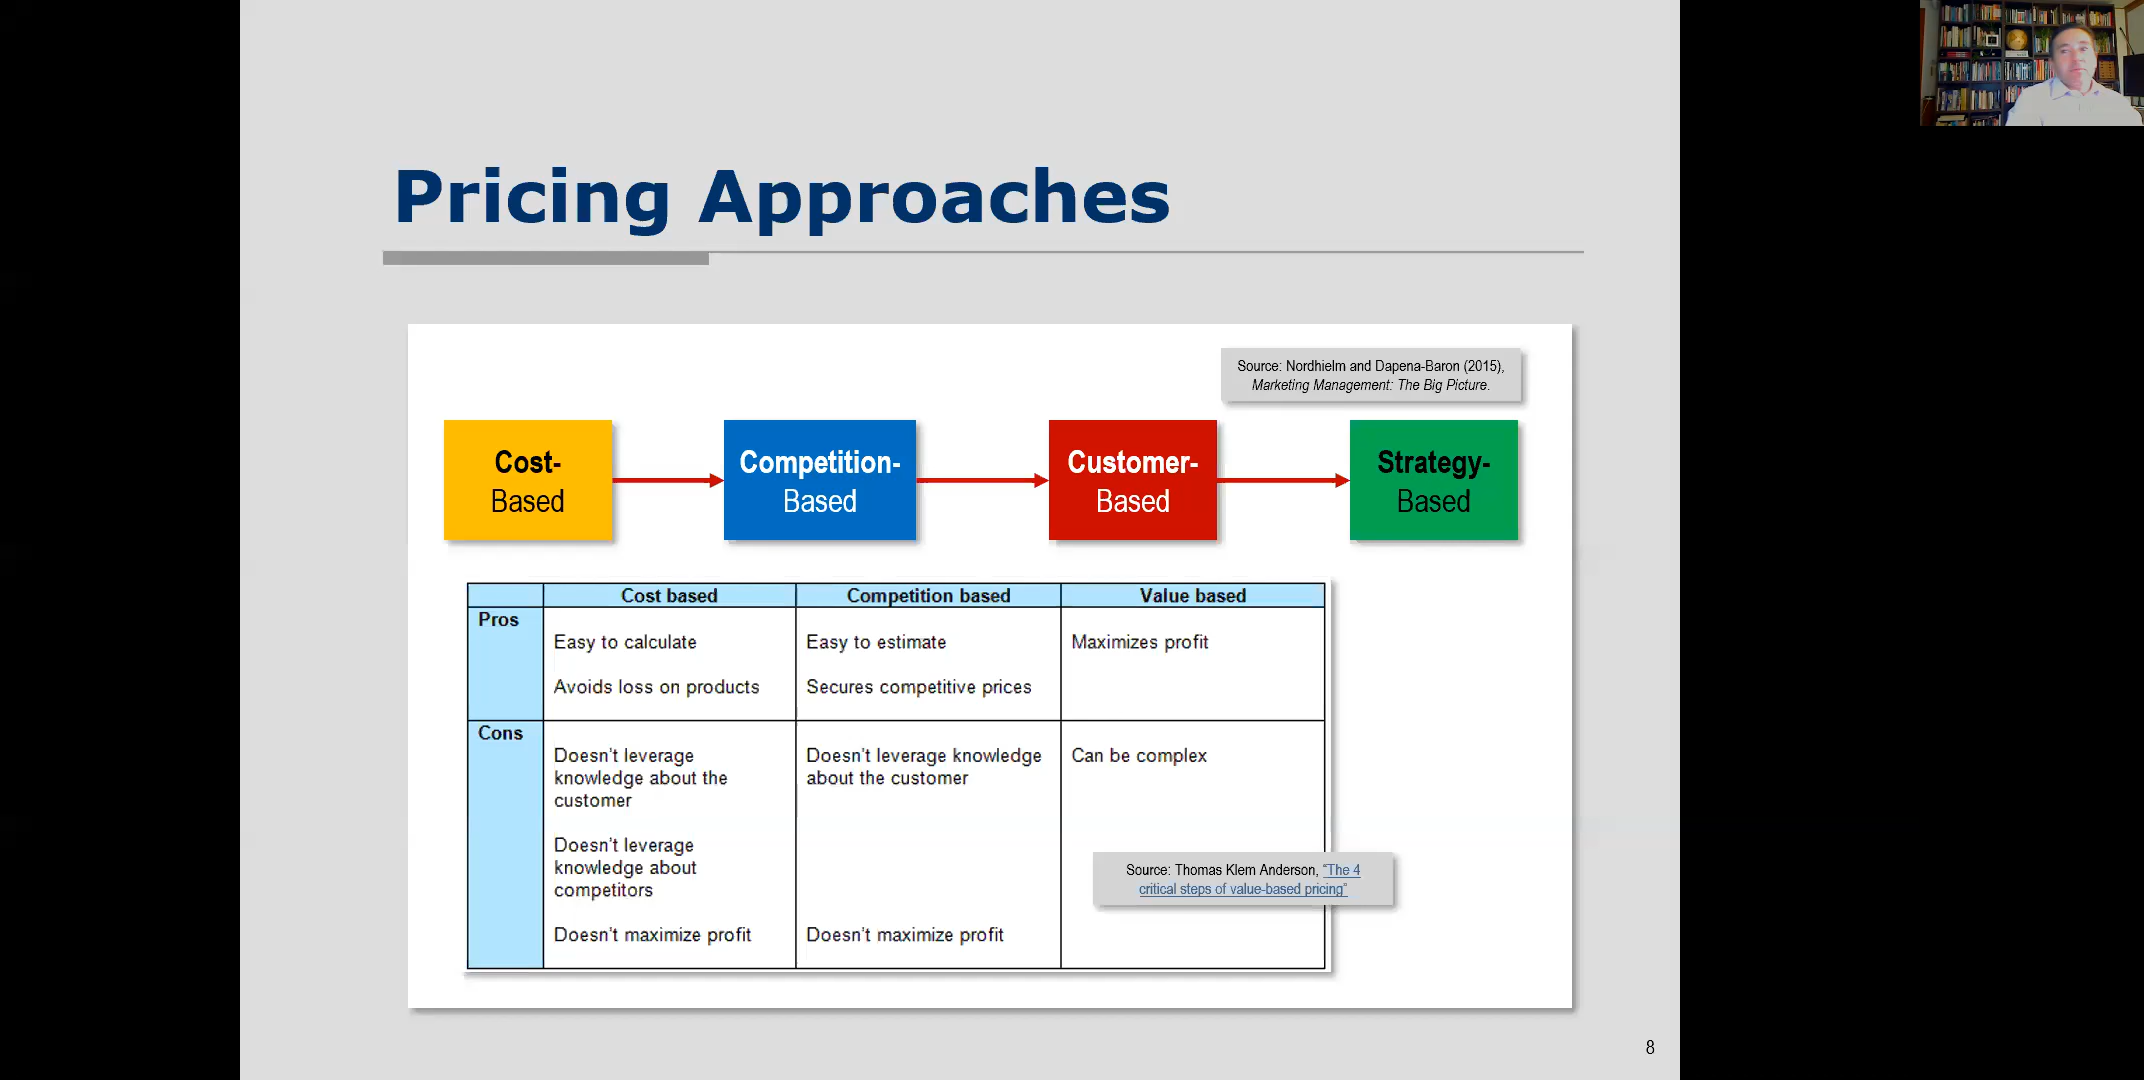 Pricing Approaches
Source: Nordhielm and Dapena-Baron (2015),
Marketing Management: The Big Picture.
Cost-
Based
Competition-
Based
Customer-
Based
Strategy-
Based
Cost based
Competition based
Value based
Pros
Easy to calculate
Avoids loss on products
Easy to estimate
Secures competitive prices
Maximizes profit
Cons
Doesn't leverage
knowledge about the
customer
Doesn't leverage
knowledge about
competitors
Doesn't maximize profit
Doesn't leverage knowledge
about the customer
Doesn't maximize profit
Can be complex
Source: Thomas Klem Anderson, "The 4
critical steps of value-based pricing"
8